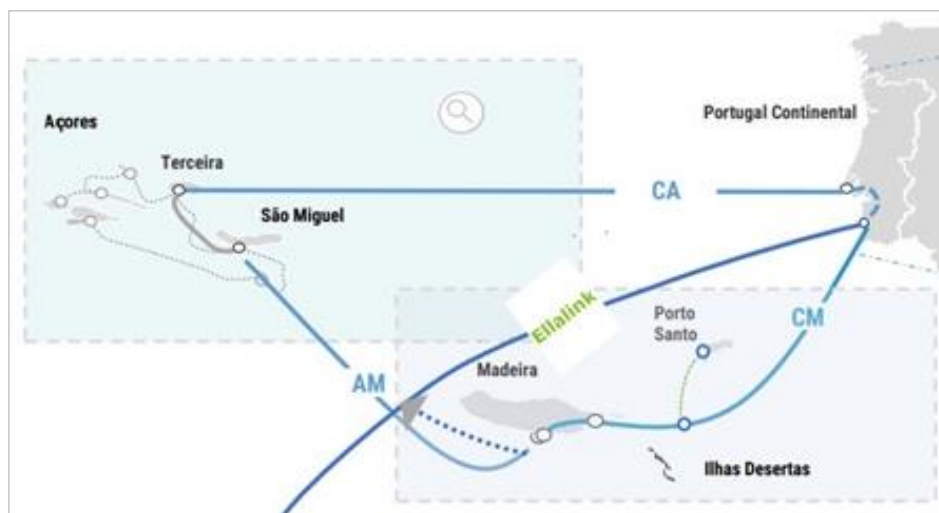 Açores
Portugal Continental
Terceira
CA
São Miguel
Ellalink
Porto
Santo
CM
Madeira
AM
Ilhas Desertas